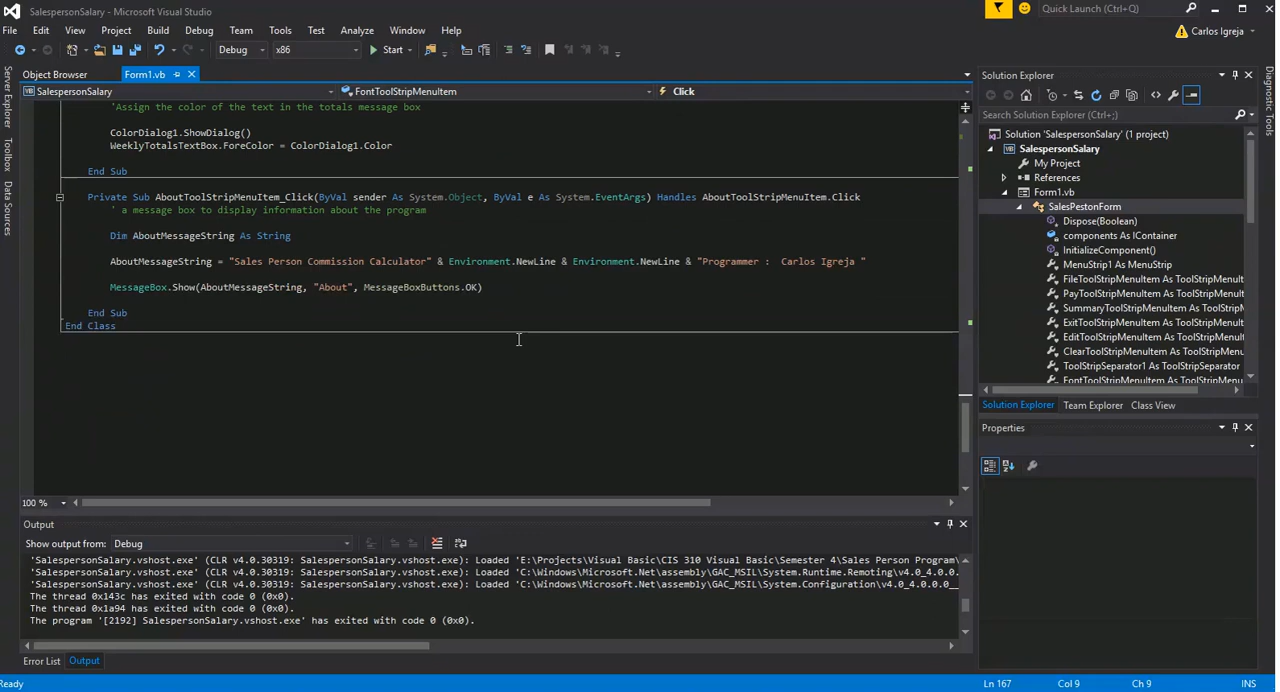 SalespersonSalary - Microsoft Visual Studio
Quick Launch (Ctrl+Q)
File Edit View Project Build Debug Team Tools Test Analyze Window Help
Carlos Igreja
Debug x86 Start
Server Explorer
Toolbox
Data Sources
Object Browser Form1.vb
SalespersonSalary FontToolStripMenuItem Click
'Assign the color of the text in the totals message box
ColorDialog1.ShowDialog()
WeeklyTotalsTextBox.ForeColor = ColorDialog1.Color
End Sub
Private Sub AboutToolStripMenuItem_Click(ByVal sender As System.Object, ByVal e As System.EventArgs) Handles AboutToolStripMenuItem.Click
' a message box to display information about the program
Dim AboutMessageString As String
AboutMessageString = "Sales Person Commission Calculator" & Environment.NewLine & Environment.NewLine & "Programmer :  Carlos Igreja "
MessageBox.Show(AboutMessageString, "About", MessageBoxButtons.OK)
End Sub
End Class
100 %
Output
Show output from: Debug
'SalespersonSalary.vshost.exe' (CLR v4.0.30319: SalespersonSalary.vshost.exe): Loaded 'E:\Projects\Visual Basic\CIS 310 Visual Basic\Semester 4\Sales Person Program\
'SalespersonSalary.vshost.exe' (CLR v4.0.30319: SalespersonSalary.vshost.exe): Loaded 'C:\Windows\Microsoft.Net\assembly\GAC_MSIL\System.Runtime.Remoting\v4.0_4.0.0.
'SalespersonSalary.vshost.exe' (CLR v4.0.30319: SalespersonSalary.vshost.exe): Loaded 'C:\Windows\Microsoft.Net\assembly\GAC_MSIL\System.Configuration\v4.0_4.0.0.0__
The thread 0x143c has exited with code 0 (0x0).
The thread 0x1a94 has exited with code 0 (0x0).
The program '[2192] SalespersonSalary.vshost.exe' has exited with code 0 (0x0).
Error List Output
Solution Explorer
Search Solution Explorer (Ctrl+;)
Solution 'SalespersonSalary' (1 project)
VB SalespersonSalary
My Project
References
Form1.vb
SalesPestonForm
Dispose(Boolean)
components As IContainer
InitializeComponent()
MenuStrip1 As MenuStrip
FileToolStripMenuItem As ToolStripMenuI
PayToolStripMenuItem As ToolStripMenuI
SummaryToolStripMenuItem As ToolStripM
ExitToolStripMenuItem As ToolStripMenuI
EditToolStripMenuItem As ToolStripMenuI
ClearToolStripMenuItem As ToolStripMenu
ToolStripSeparator1 As ToolStripSeparator
FontToolStripMenuItem As ToolStripMenu
Solution Explorer Team Explorer Class View
Properties
Diagnostic Tools
Ready Ln 167 Col 9 Ch 9 INS